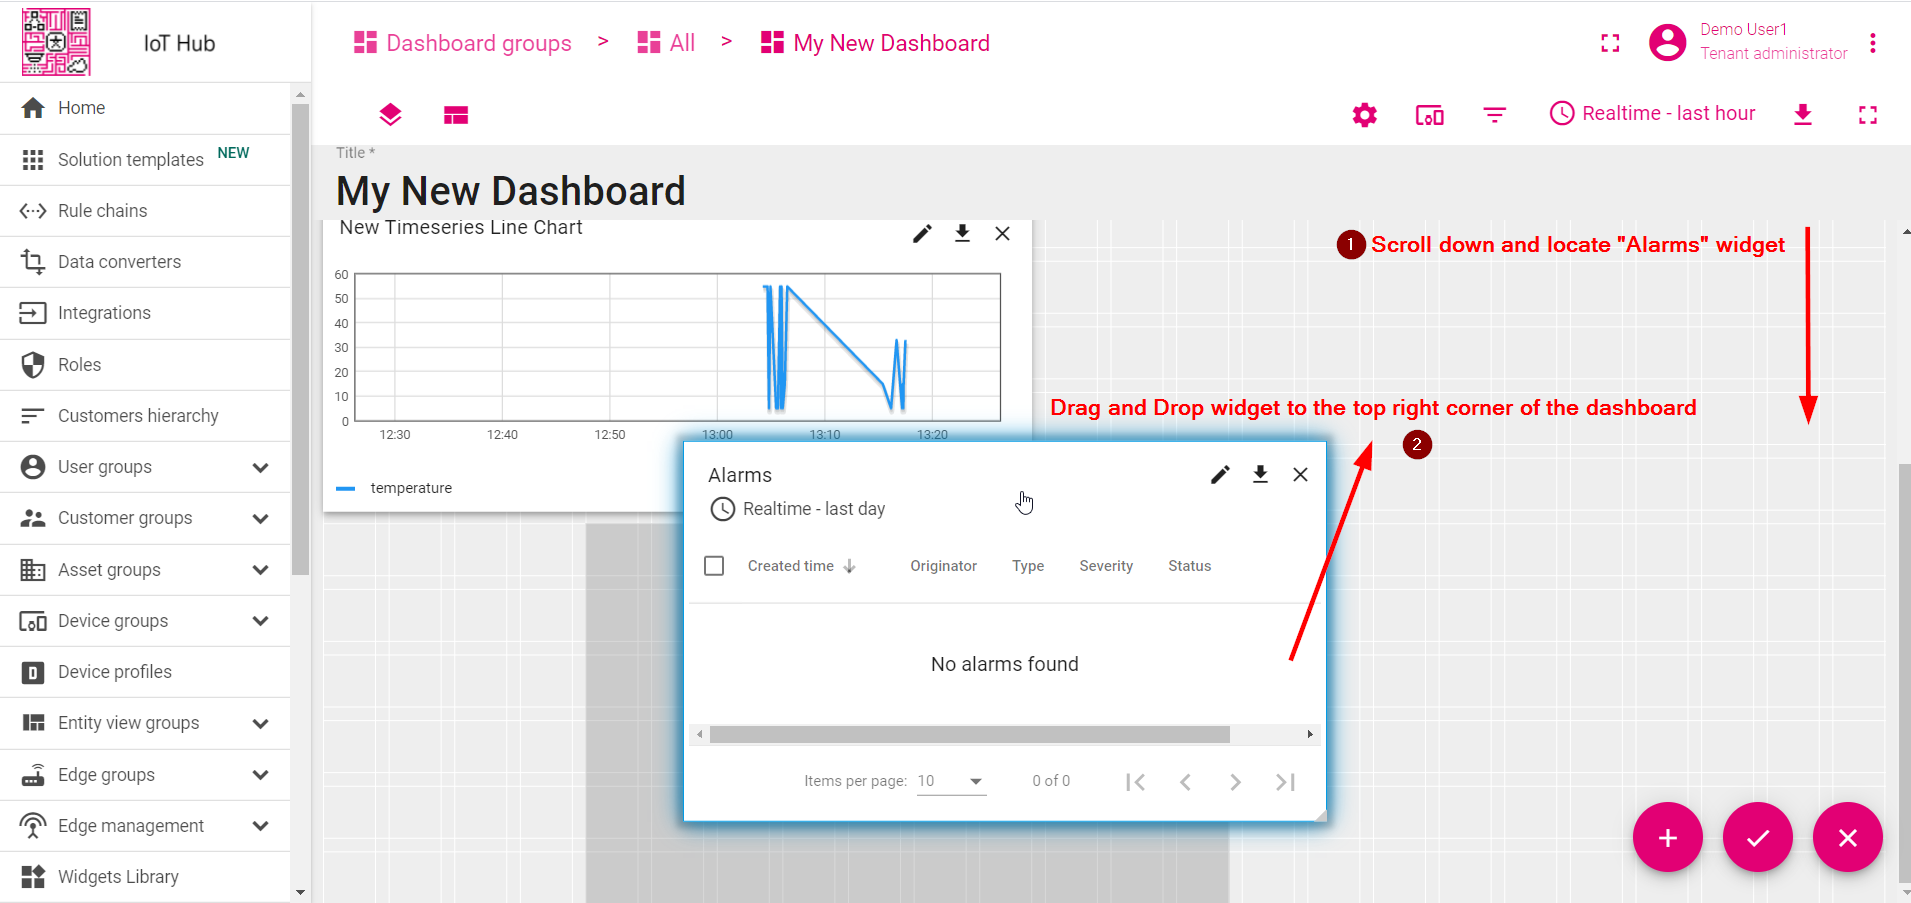 IoT Hub
Dashboard groups > All > My New Dashboard
Demo User1
Tenant administrator
Home
Solution templates NEW
Rule chains
Data converters
Integrations
Roles
Customers hierarchy
User groups
Customer groups
Asset groups
Device groups
D Device profiles
Entity view groups
Edge groups
Edge management
Widgets Library
Realtime - last hour
Title *
My New Dashboard
New Timeseries Line Chart
60
50
40
30
20
10
0
12:30 12:40 12:50 13:00 13:10 13:20
temperature
1 Scroll down and locate "Alarms" widget
Drag and Drop widget to the top right corner of the dashboard
2
Alarms
Realtime - last day
Created time Originator Type Severity Status
No alarms found
Items per page: 10 0 of 0